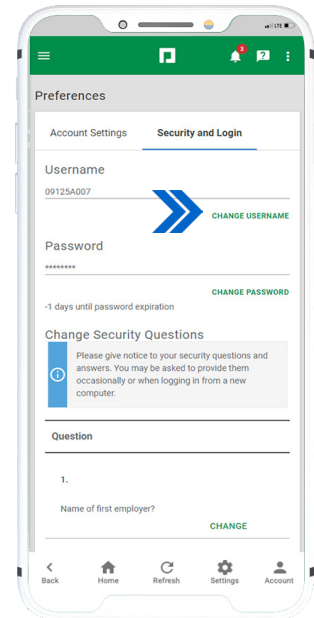 LTE
3
?
Preferences
Account Settings
Security and Login
Username
09125A007
CHANGE USERNAME
Password
********
CHANGE PASSWORD
-1 days until password expiration
Change Security Questions
Please give notice to your security questions and
answers. You may be asked to provide them
occasionally or when logging in from a new
computer.
Question
1.
Name of first employer?
CHANGE
Back
Home
Refresh
Settings
Account